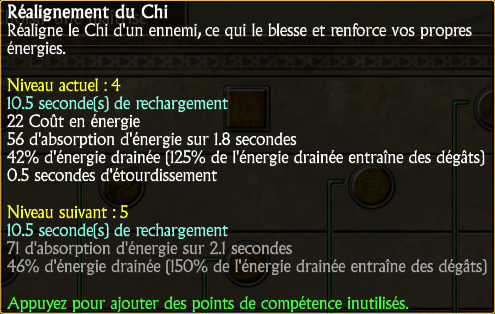 Réalignement du Chi
Réaligne le Chi d'un ennemi, ce qui le blesse et renforce vos propres
énergies.
Niveau actuel : 4
10.5 seconde(s) de rechargement
22 Coût en énergie
56 d'absorption d'énergie sur 1.8 secondes
42% d'énergie drainée (125% de l'énergie drainée entraîne des dégâts)
0.5 secondes d'étourdissement
Niveau suivant : 5
10.5 seconde(s) de rechargement
71 d'absorption d'énergie sur 2.1 secondes
46% d'énergie drainée (150% de l'énergie drainée entraîne des dégâts)
Appuyez pour ajouter des points de compétence inutilisés.